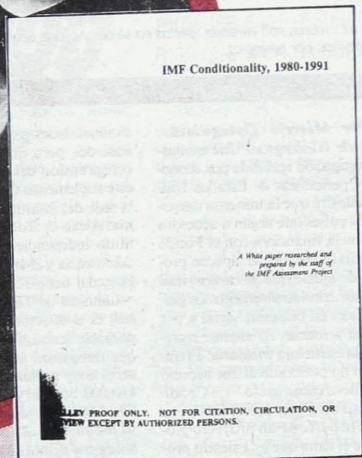 IMF Conditionality, 1980-1991
A White paper researched and
prepared by the staff of
the IMF Assessment Project
LLEY PROOF ONLY. NOT FOR CITATION, CIRCULATION, OR
VIEW EXCEPT BY AUTHORIZED PERSONS.